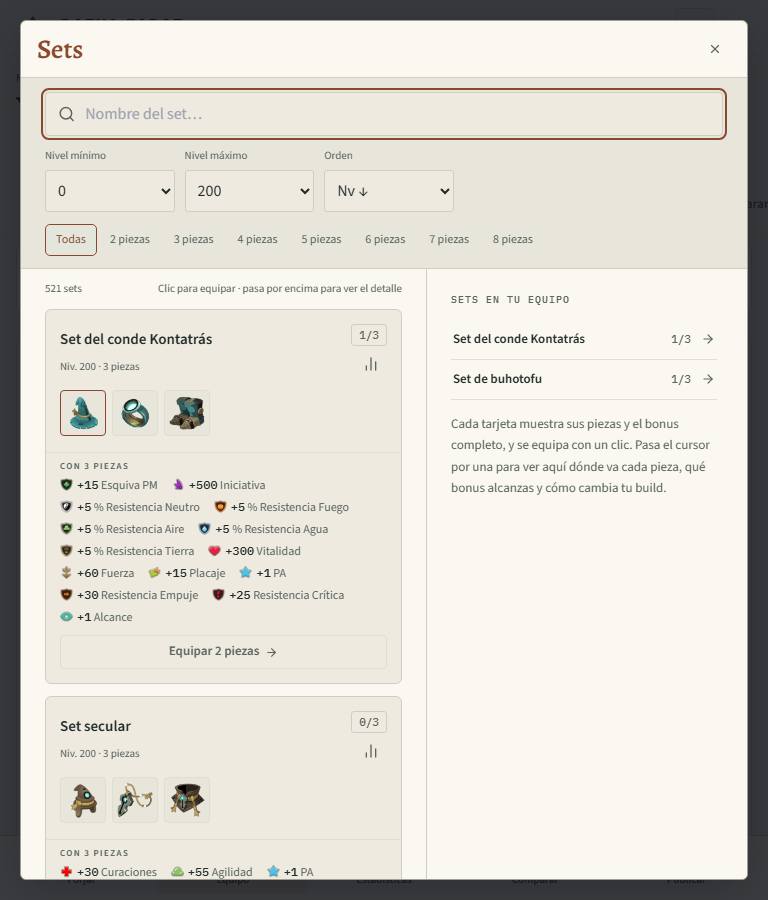 Sets
×
Nombre del set…
Nivel mínimo
Nivel máximo
Orden
0
200
Nv ↓
Todas
2 piezas
3 piezas
4 piezas
5 piezas
6 piezas
7 piezas
8 piezas
521 sets
Clic para equipar · pasa por encima para ver el detalle
Set del conde Kontatrás
1/3
Niv. 200 · 3 piezas
CON 3 PIEZAS
+15 Esquiva PM +500 Iniciativa
+5 % Resistencia Neutro +5 % Resistencia Fuego
+5 % Resistencia Aire +5 % Resistencia Agua
+5 % Resistencia Tierra +300 Vitalidad
+60 Fuerza +15 Placaje +1 PA
+30 Resistencia Empuje +25 Resistencia Crítica
+1 Alcance
Equipar 2 piezas →
Set secular
0/3
Niv. 200 · 3 piezas
CON 3 PIEZAS
+30 Curaciones +55 Agilidad +1 PA
SETS EN TU EQUIPO
Set del conde Kontatrás 1/3 →
Set de buhotofu 1/3 →
Cada tarjeta muestra sus piezas y el bonus
completo, y se equipa con un clic. Pasa el cursor
por una para ver aquí dónde va cada pieza, qué
bonus alcanzas y cómo cambia tu build.